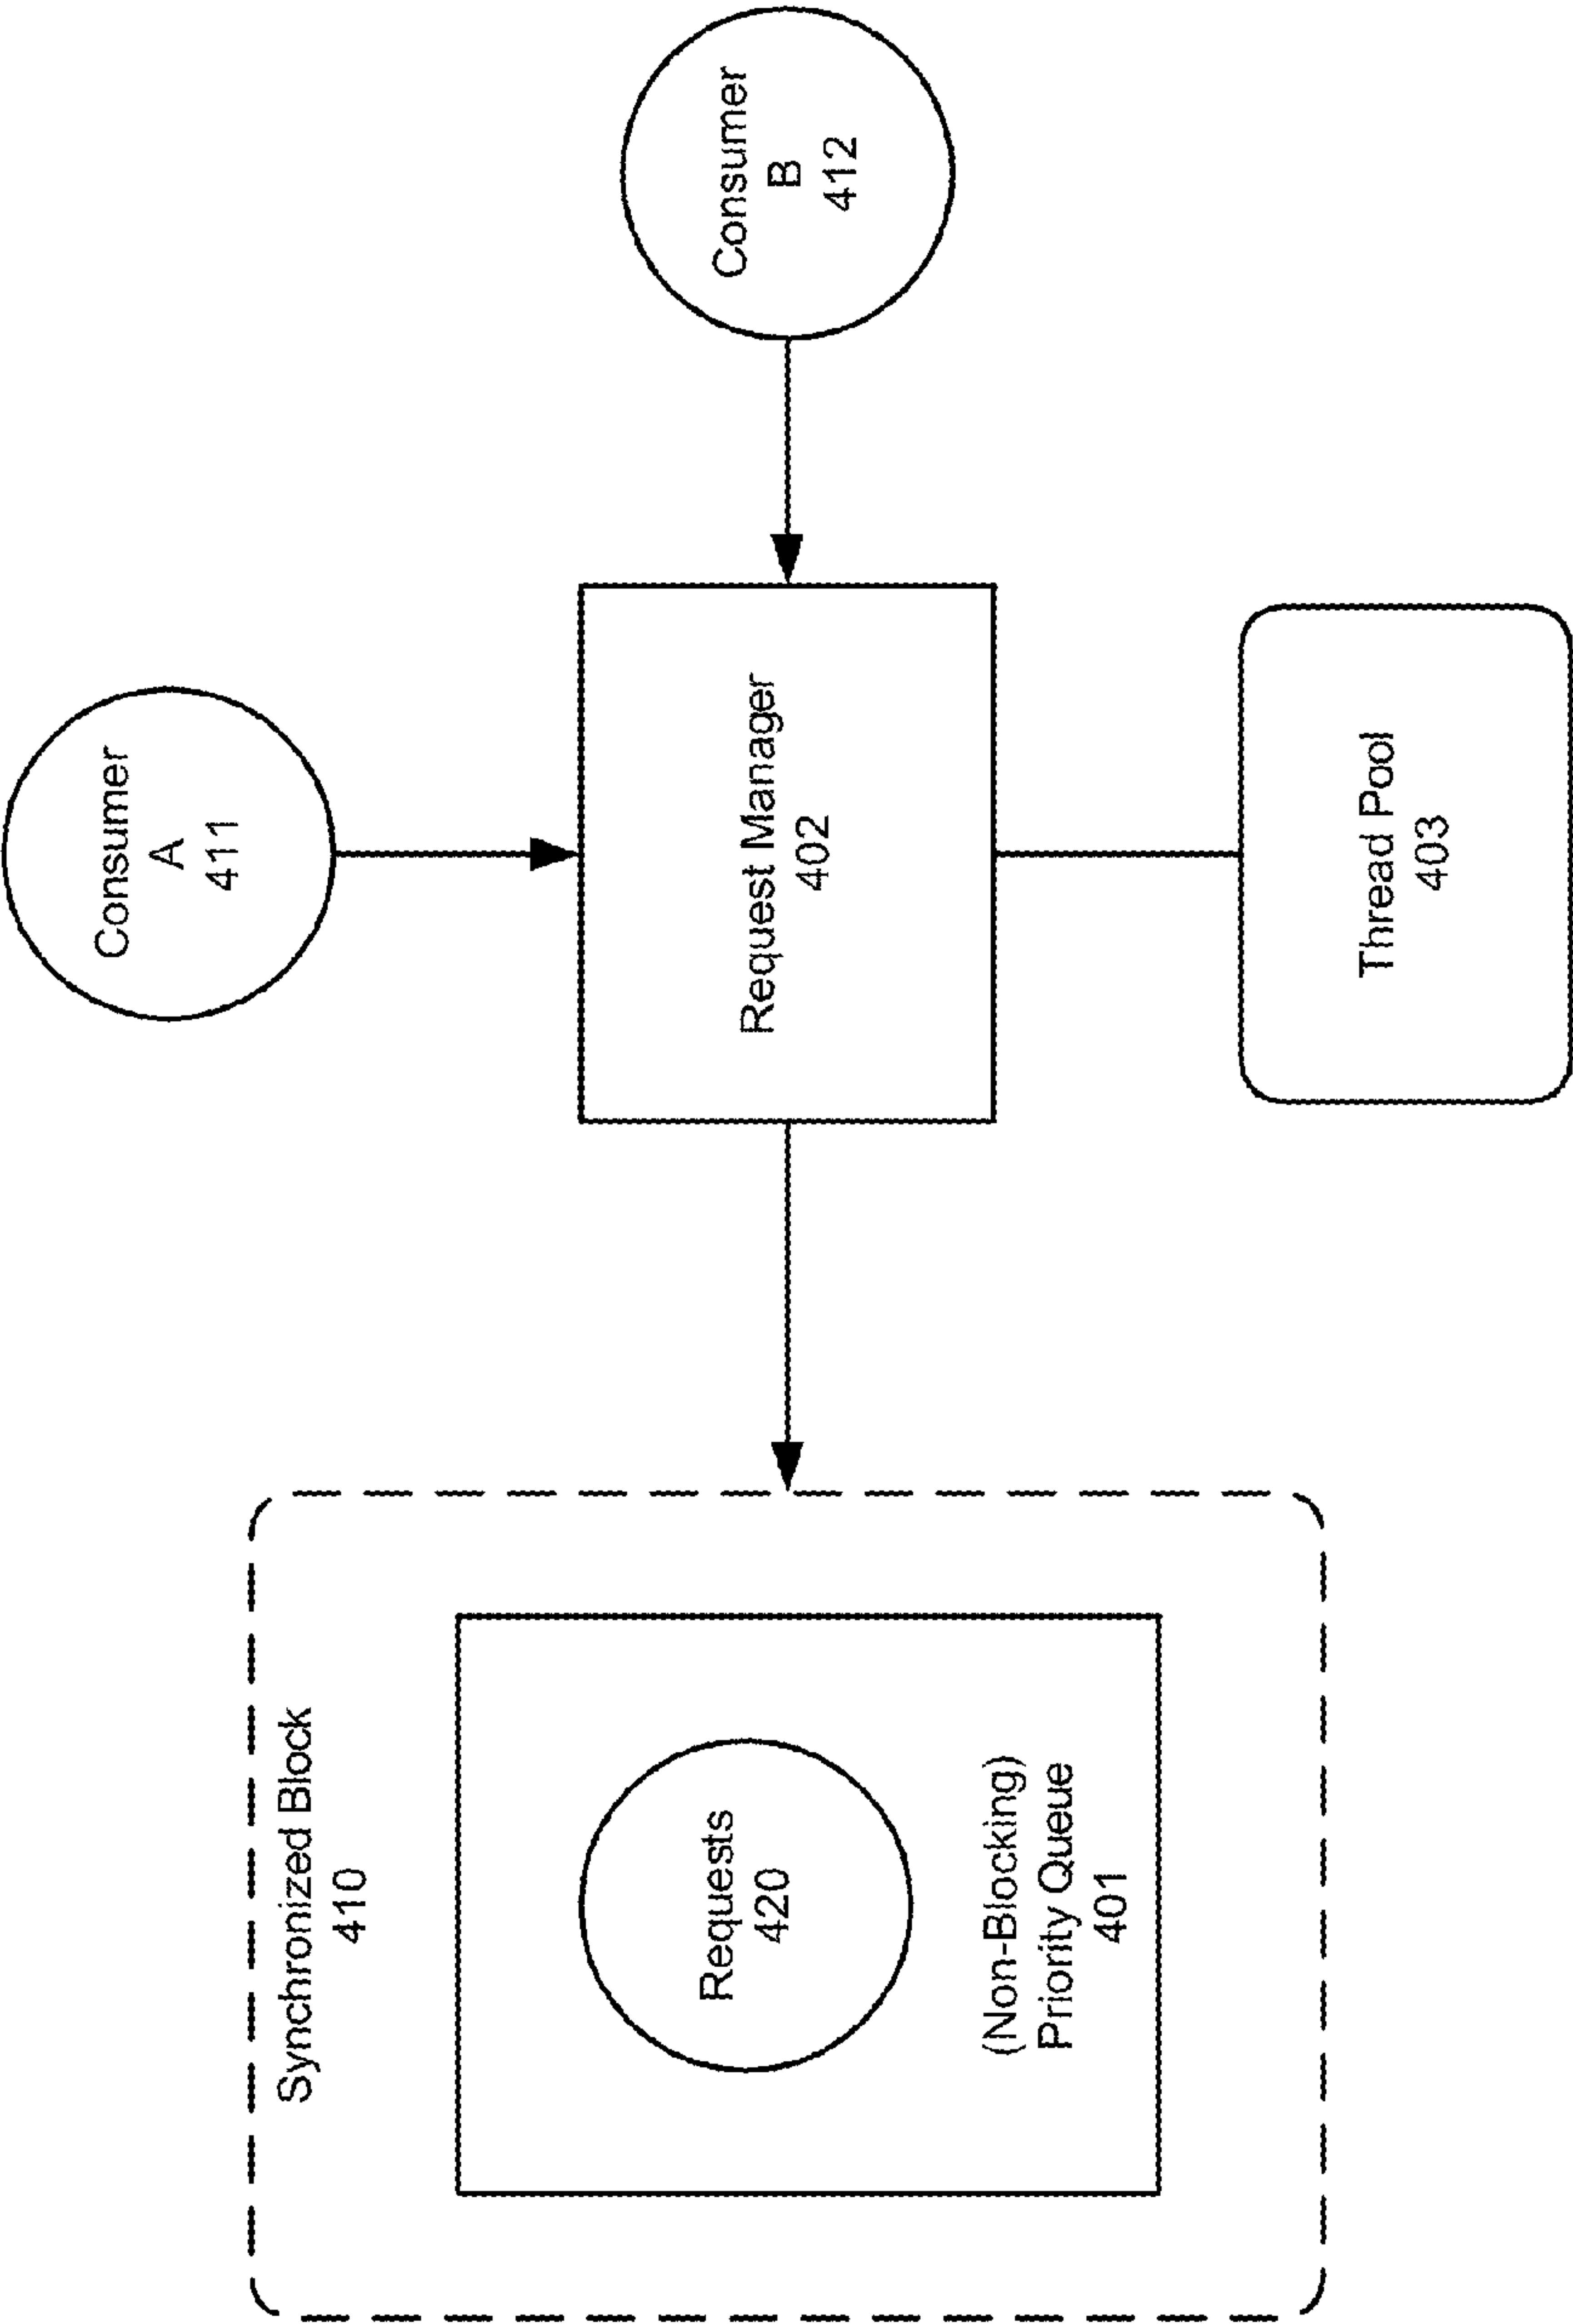 Synchronized Block
410
Requests
420
(Non-Blocking)
Priority Queue
401
Consumer
A
411
Request Manager
402
Thread Pool
403
Consumer
B
412